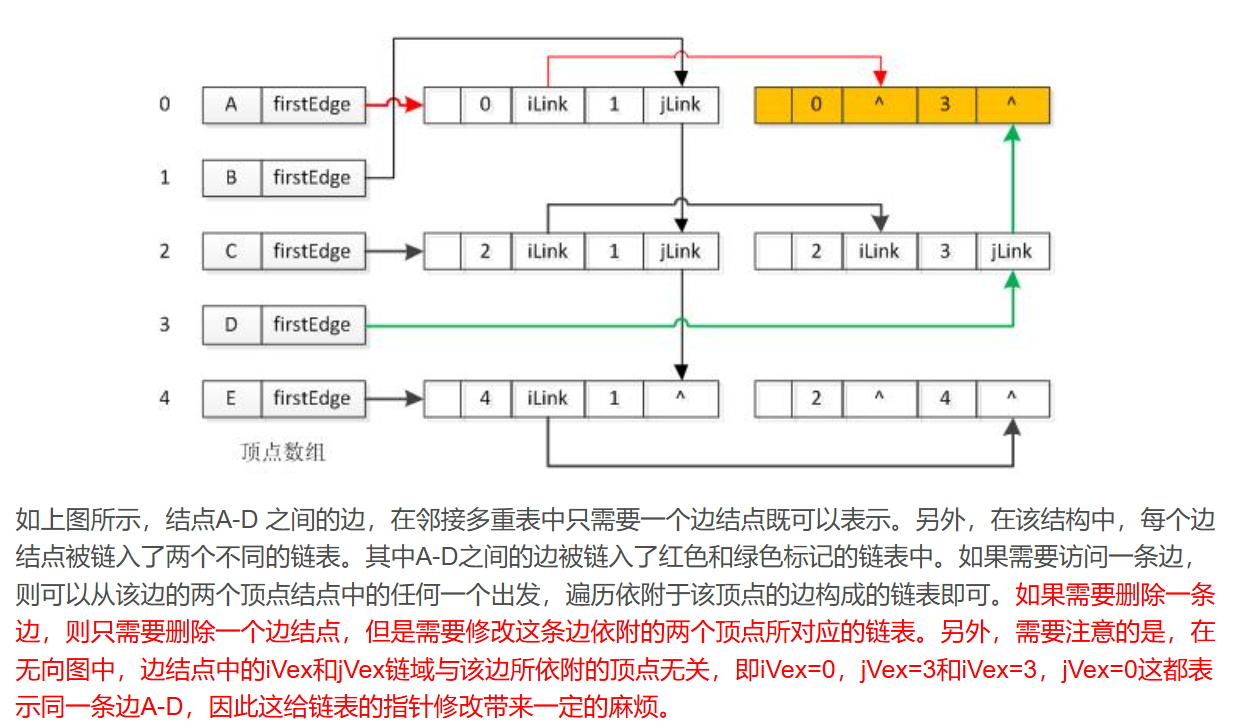 0 A firstEdge 0 iLink 1 jLink 0 ^ 3 ^
1 B firstEdge
2 C firstEdge 2 iLink 1 jLink 2 iLink 3 jLink
3 D firstEdge
4 E firstEdge 4 iLink 1 ^ 2 ^ 4 ^
顶点数组
如上图所示，结点A-D 之间的边，在邻接多重表中只需要一个边结点既可以表示。另外，在该结构中，每个边
结点被链入了两个不同的链表。其中A-D之间的边被链入了红色和绿色标记的链表中。如果需要访问一条边，
则可以从该边的两个顶点结点中的任何一个出发，遍历依附于该顶点的边构成的链表即可。如果需要删除一条
边，则只需要删除一个边结点，但是需要修改这条边依附的两个顶点所对应的链表。另外，需要注意的是，在
无向图中，边结点中的iVex和jVex链域与该边所依附的顶点无关，即iVex=0，jVex=3和iVex=3，jVex=0这都表
示同一条边A-D，因此这给链表的指针修改带来一定的麻烦。